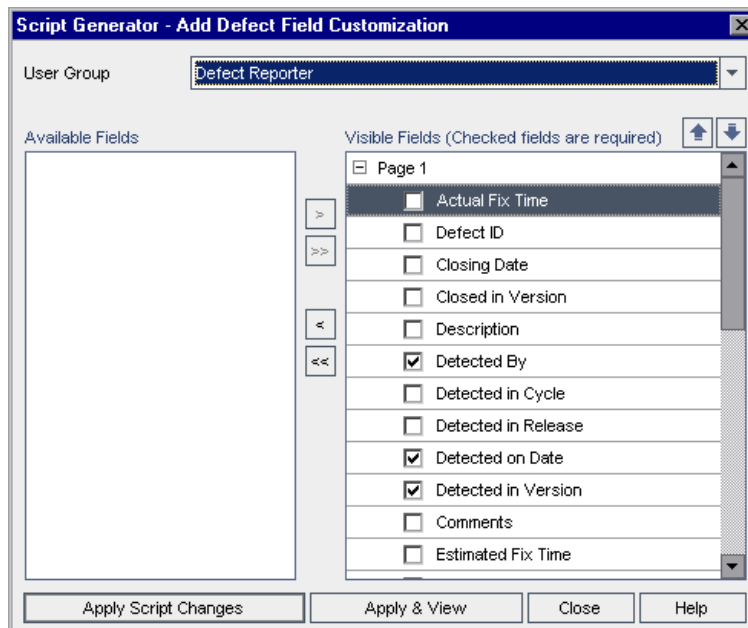 Script Generator - Add Defect Field Customization
User Group
Defect Reporter
Available Fields
Visible Fields (Checked fields are required)
Page 1
Actual Fix Time
Defect ID
Closing Date
Closed in Version
Description
Detected By
Detected in Cycle
Detected in Release
Detected on Date
Detected in Version
Comments
Estimated Fix Time
>
>>
<
<<
Apply Script Changes
Apply & View
Close
Help